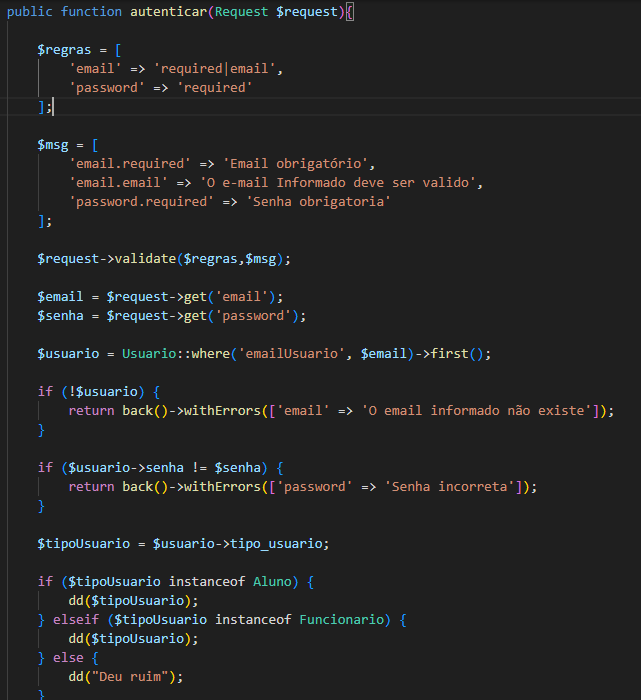 public function autenticar(Request $request){
$regras = [
'email' => 'required|email',
'password' => 'required'
];
$msg = [
'email.required' => 'Email obrigatório',
'email.email' => 'O e-mail Informado deve ser valido',
'password.required' => 'Senha obrigatoria'
];
$request->validate($regras,$msg);
$email = $request->get('email');
$senha = $request->get('password');
$usuario = Usuario::where('emailUsuario', $email)->first();
if (!$usuario) {
return back()->withErrors(['email' => 'O email informado não existe']);
}
if ($usuario->senha != $senha) {
return back()->withErrors(['password' => 'Senha incorreta']);
}
$tipoUsuario = $usuario->tipo_usuario;
if ($tipoUsuario instanceof Aluno) {
dd($tipoUsuario);
} elseif ($tipoUsuario instanceof Funcionario) {
dd($tipoUsuario);
} else {
dd("Deu ruim");
}